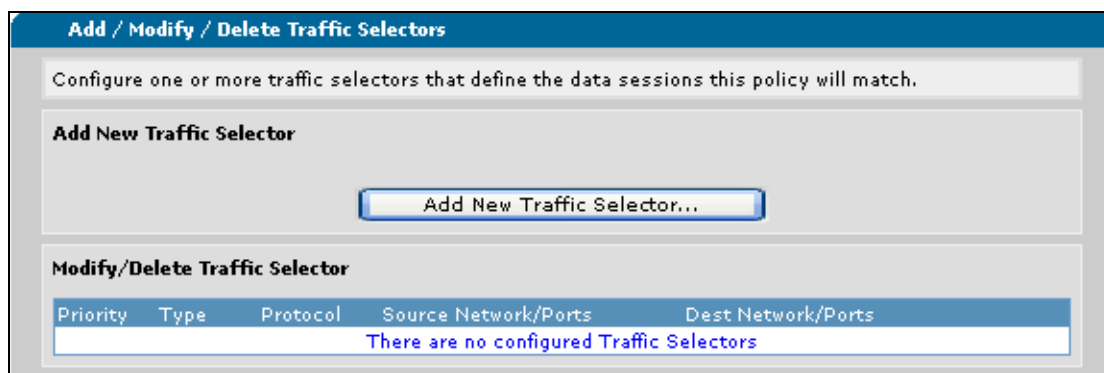 Add / Modify / Delete Traffic Selectors
Configure one or more traffic selectors that define the data sessions this policy will match.
Add New Traffic Selector
Add New Traffic Selector...
Modify/Delete Traffic Selector
Priority Type Protocol Source Network/Ports Dest Network/Ports
There are no configured Traffic Selectors